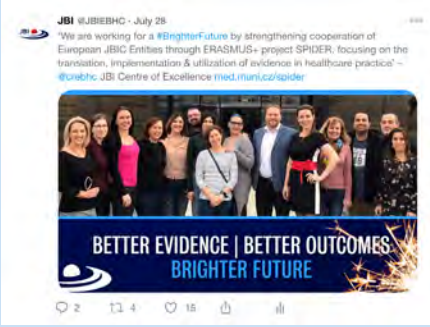 JBI @JBIEBHC · July 28
'We are working for a #BrighterFuture by strengthening cooperation of
European JBIC Entities through ERASMUS+ project SPIDER, focusing on the
translation, implementation & utilization of evidence in healthcare practice' –
@crebhc JBI Centre of Excellence med.muni.cz/spider
BETTER EVIDENCE | BETTER OUTCOMES
BRIGHTER FUTURE
2 4 15